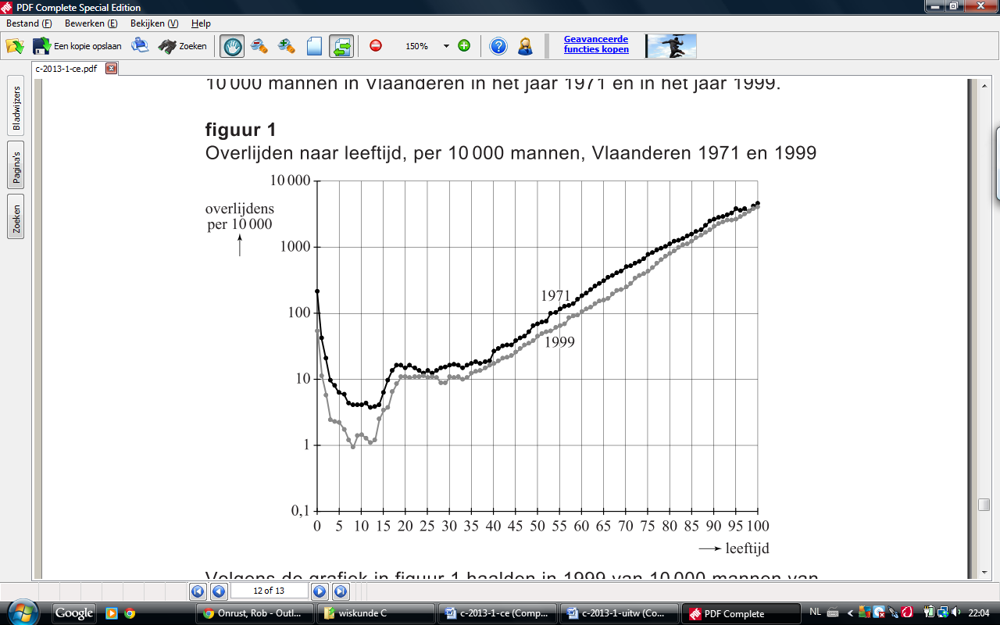 PDF Complete Special Edition
Bestand (F) Bewerken (E) Bekijken (V) Help
Een kopie opslaan Zoeken 150% Geavanceerde functies kopen
c-2013-1-ce.pdf
Bladwijzers
Pagina's
Zoeken
10 000 mannen in Vlaanderen in het jaar 1971 en in het jaar 1999.
figuur 1
Overlijden naar leeftijd, per 10 000 mannen, Vlaanderen 1971 en 1999
10 000
overlijdens
per 10 000
1000
1971
100
1999
10
1
0,1
0 5 10 15 20 25 30 35 40 45 50 55 60 65 70 75 80 85 90 95 100
leeftijd
Volgens de grafiek in figuur 1 haalden in 1999 van 10 000 mannen van
12 of 13
Google Onrust, Rob - Outl... wiskunde C c-2013-1-ce (Comp... c-2013-1-uitw (Co... PDF Complete NL 22:04